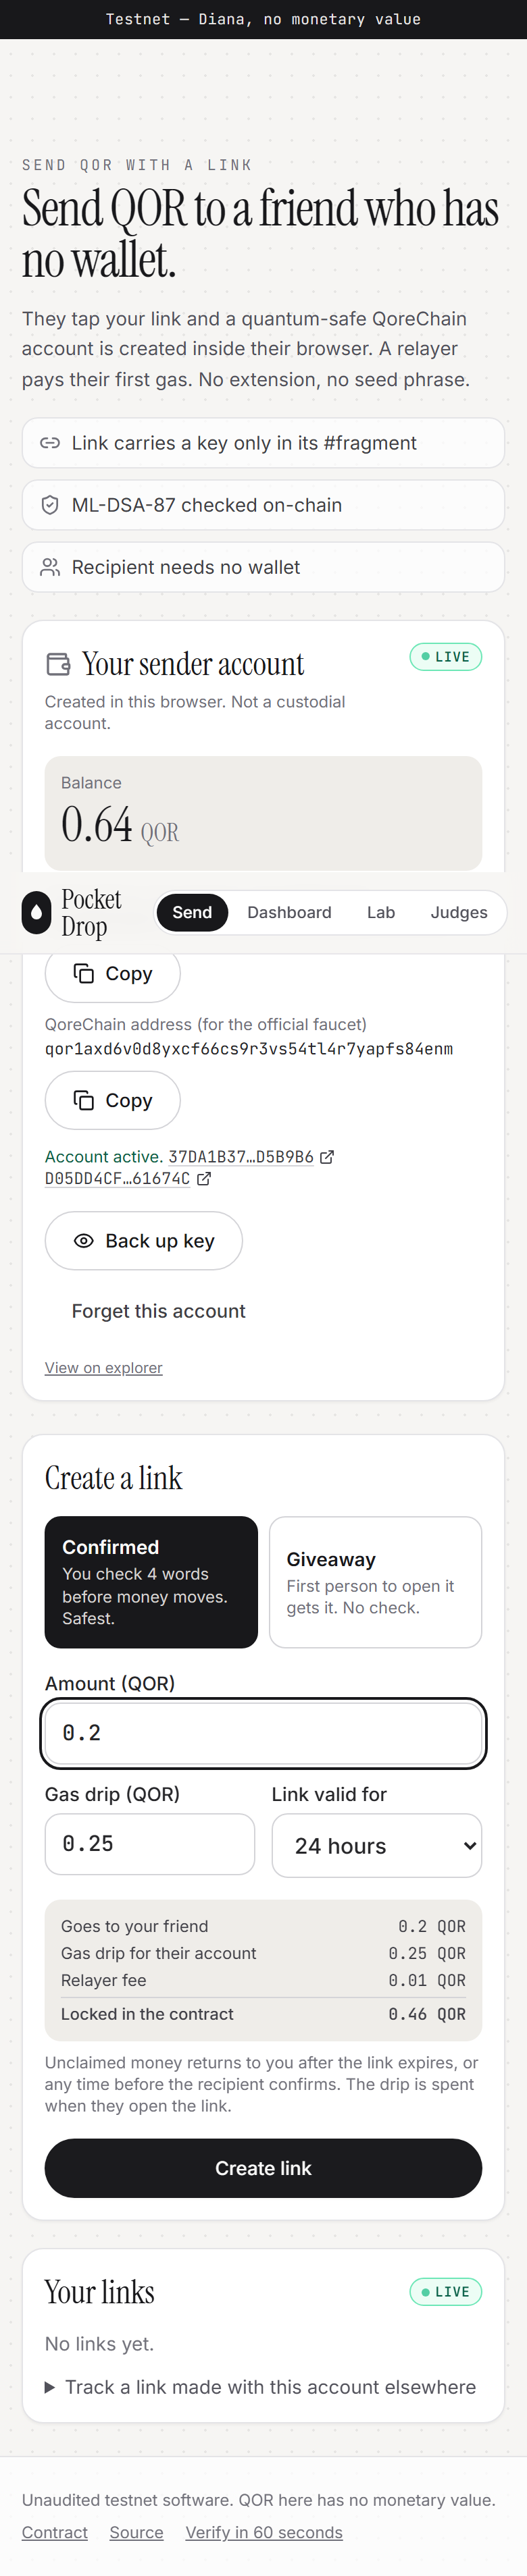 Testnet — Diana, no monetary value
SEND QOR WITH A LINK
Send QOR to a friend who has
no wallet.
They tap your link and a quantum-safe QoreChain
account is created inside their browser. A relayer
pays their first gas. No extension, no seed phrase.
Link carries a key only in its #fragment
ML-DSA-87 checked on-chain
Recipient needs no wallet
Your sender account
LIVE
Created in this browser. Not a custodial
account.
Balance
0.64 QOR
Pocket
Drop
Send
Dashboard
Lab
Judges
Copy
QoreChain address (for the official faucet)
qor1axd6v0d8yxcf66cs9r3vs54tl4r7yapfs84enm
Copy
Account active. 37DA1B37…D5B9B6
D05DD4CF…61674C
Back up key
Forget this account
View on explorer
Create a link
Confirmed
You check 4 words
before money moves.
Safest.
Giveaway
First person to open it
gets it. No check.
Amount (QOR)
0.2
Gas drip (QOR)
Link valid for
0.25
24 hours
Goes to your friend 0.2 QOR
Gas drip for their account 0.25 QOR
Relayer fee 0.01 QOR
Locked in the contract 0.46 QOR
Unclaimed money returns to you after the link expires, or
any time before the recipient confirms. The drip is spent
when they open the link.
Create link
Your links
LIVE
No links yet.
Track a link made with this account elsewhere
Unaudited testnet software. QOR here has no monetary value.
Contract Source Verify in 60 seconds